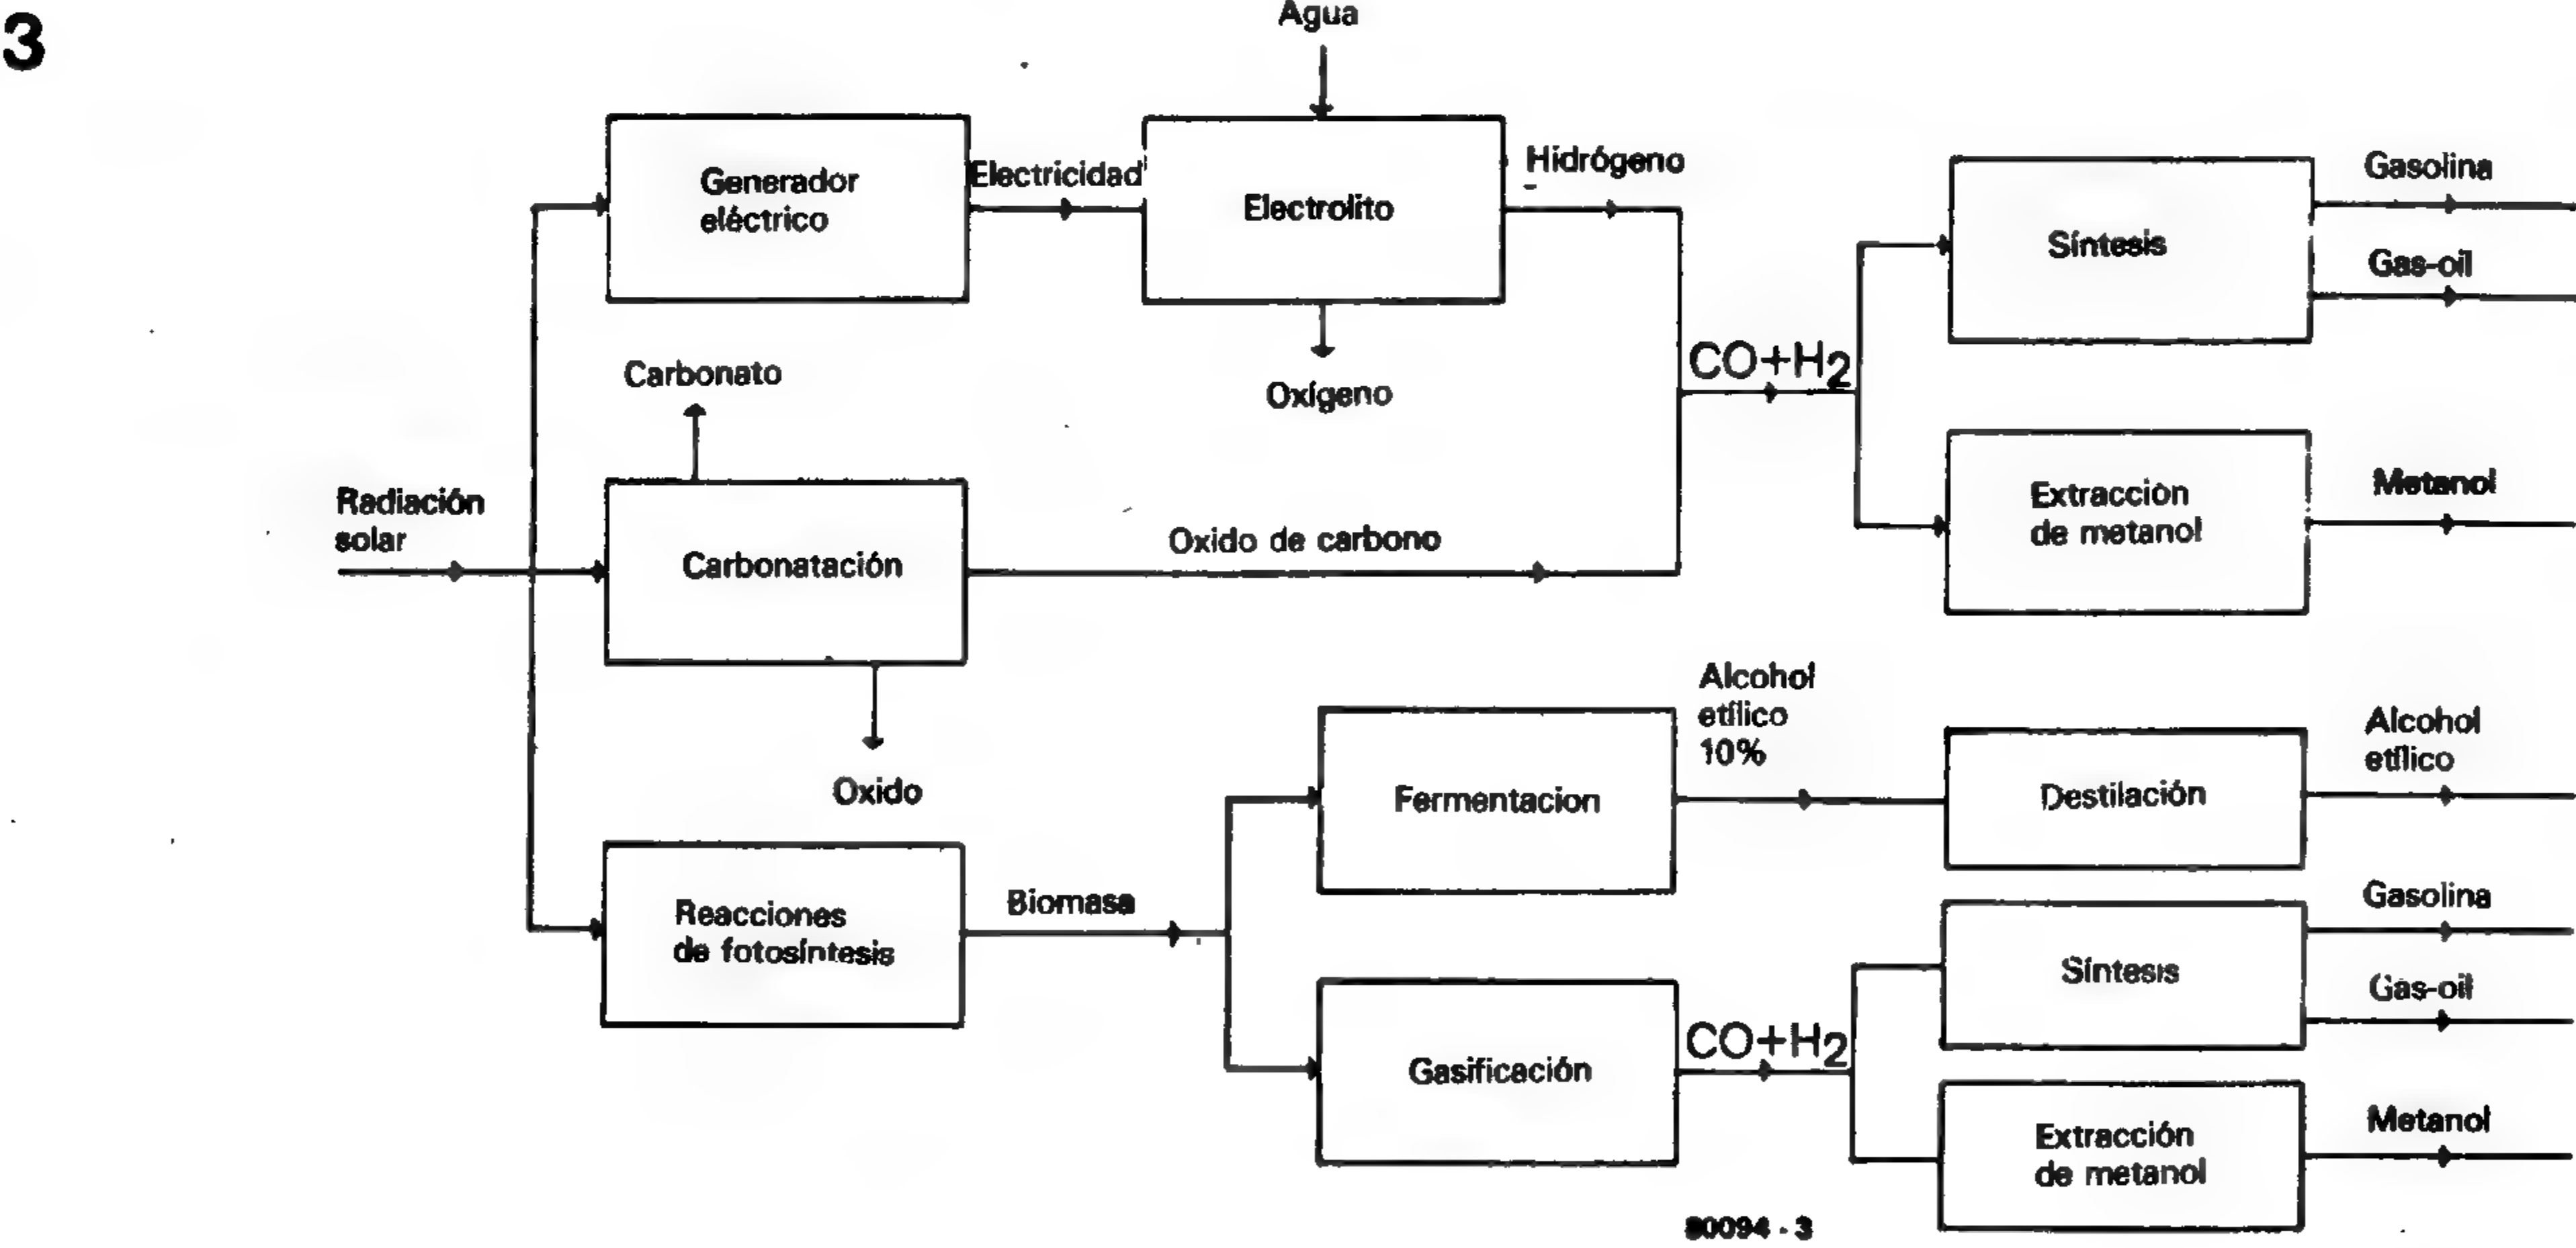 3
Agua
Generador
eléctrico
Electricidad
Electrolito
Hidrógeno
Síntesis
Gasolina
Gas-oil
Carbonato
Oxígeno
CO+H2
Radiación
solar
Carbonatación
Oxido de carbono
Extracción
de metanol
Metanol
Oxido
Reacciones
de fotosíntesis
Biomasa
Fermentacion
Alcohol
etílico
10%
Destilación
Alcohol
etílico
Gasificación
CO+H2
Síntesis
Gasolina
Gas-oil
Extracción
de metanol
Metanol
80094 - 3